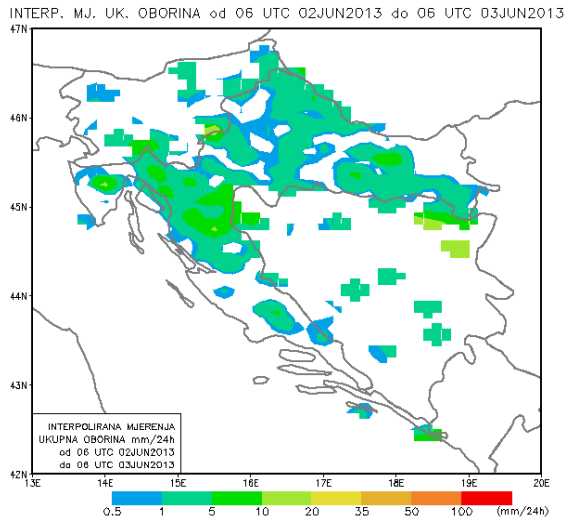 INTERP. MJ. UK. OBORINA od 06 UTC 02JUN2013 do 06 UTC 03JUN2013
47N
46N
45N
44N
43N
42N
INTERPOLIRANA MJERENJA
UKUPNA OBORINA mm/24h
od 06 UTC 02JUN2013
do 06 UTC 03JUN2013
13E 14E 15E 16E 17E 18E 19E 20E
0.5 1 5 10 20 35 50 100 (mm/24h)